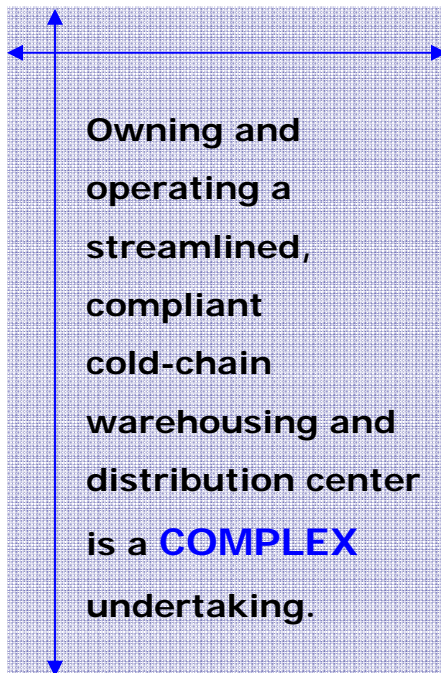 Owning and
operating a
streamlined,
compliant
cold-chain
warehousing and
distribution center
is a COMPLEX
undertaking.